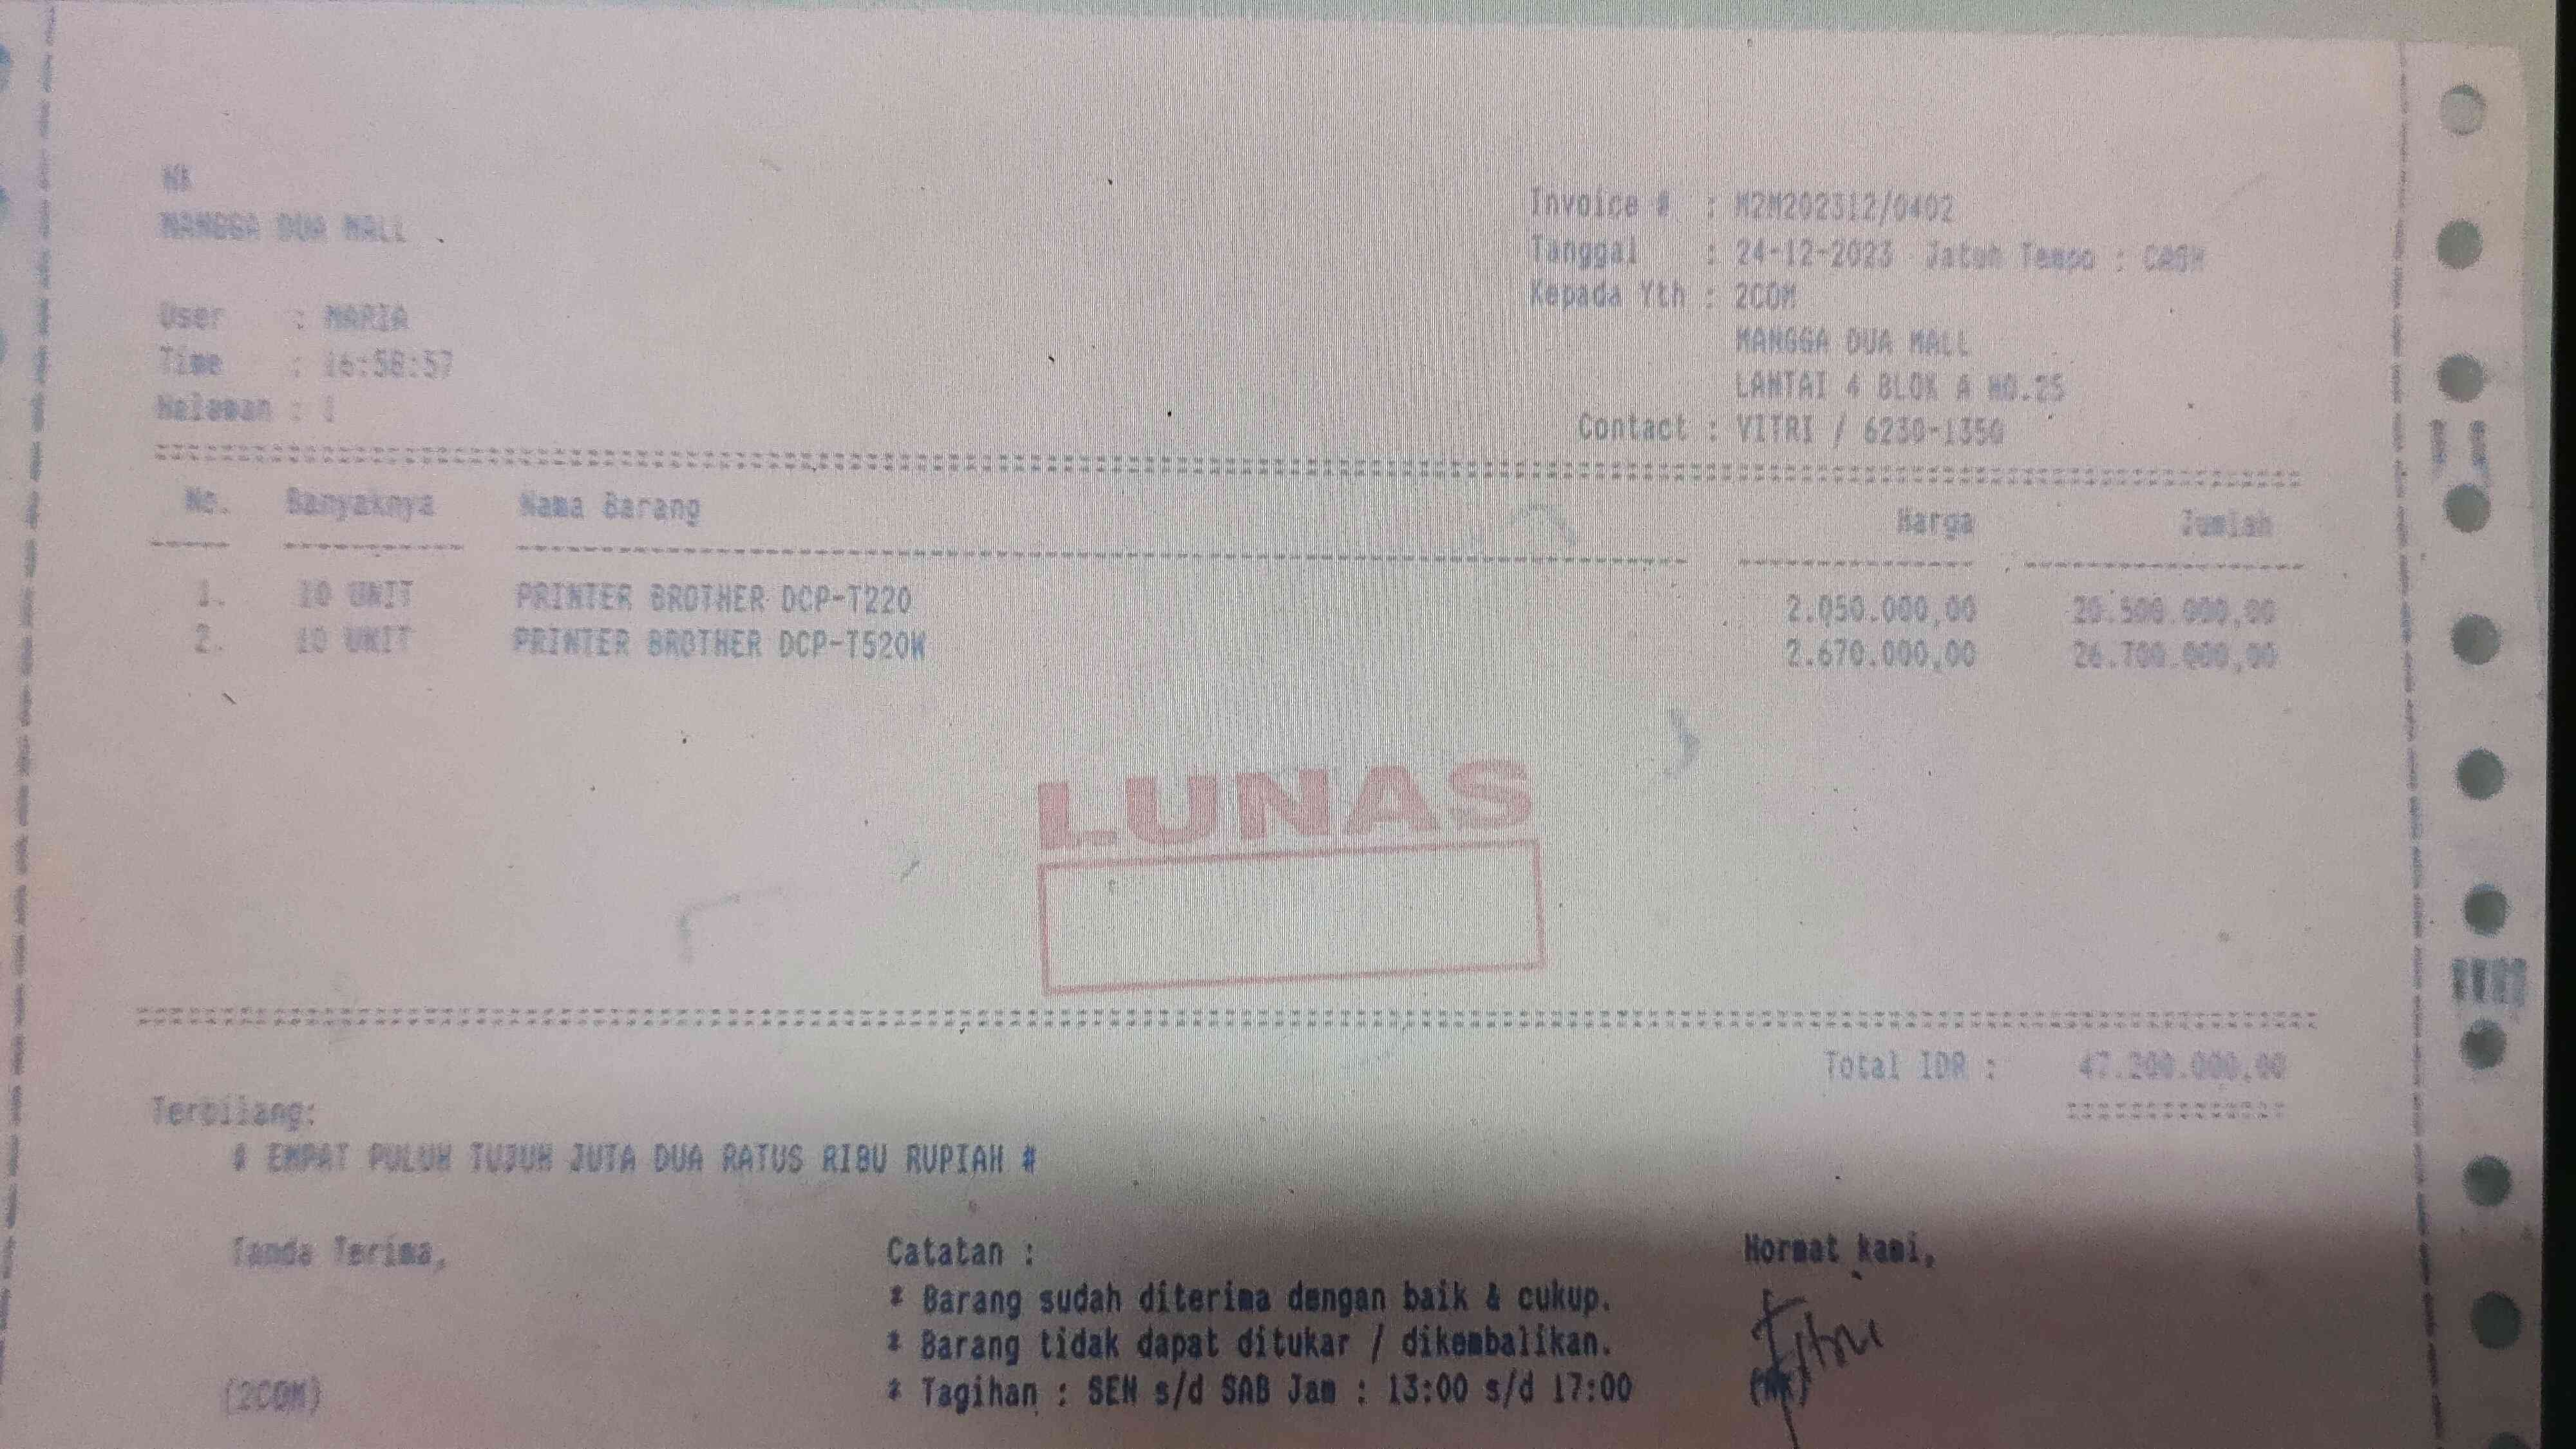 MANGGA DUA MALL
Invoice # : M2M202312/0402
Tanggal : 24-12-2023 Jatuh Tempo : CASH
Kepada Yth : 2COM
User : MARIA
MANGGA DUA MALL
Time : 16:58:57
LANTAI 4 BLOK A NO.25
Halaman : 1
Contact : VITRI / 6230-1350
No. Banyaknya Nama Barang Harga Jumlah
1. 10 UNIT PRINTER BROTHER DCP-T220 2.050.000,00 20.500.000,00
2. 10 UNIT PRINTER BROTHER DCP-T520W 2.670.000,00 26.700.000,00
LUNAS
Total IDR : 47.200.000,00
Terbilang:
# EMPAT PULUH TUJUH JUTA DUA RATUS RIBU RUPIAH #
Tanda Terima, Catatan : Hormat kami,
* Barang sudah diterima dengan baik & cukup.
* Barang tidak dapat ditukar / dikembalikan.
(2COM) * Tagihan : SEN s/d SAB Jam : 13:00 s/d 17:00